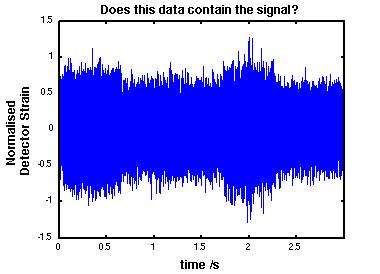 Does this data contain the signal?
1.5
1
0.5
0
-0.5
-1
-1.5
Normalised
Detector Strain
0 0.5 1 1.5 2 2.5
time /s